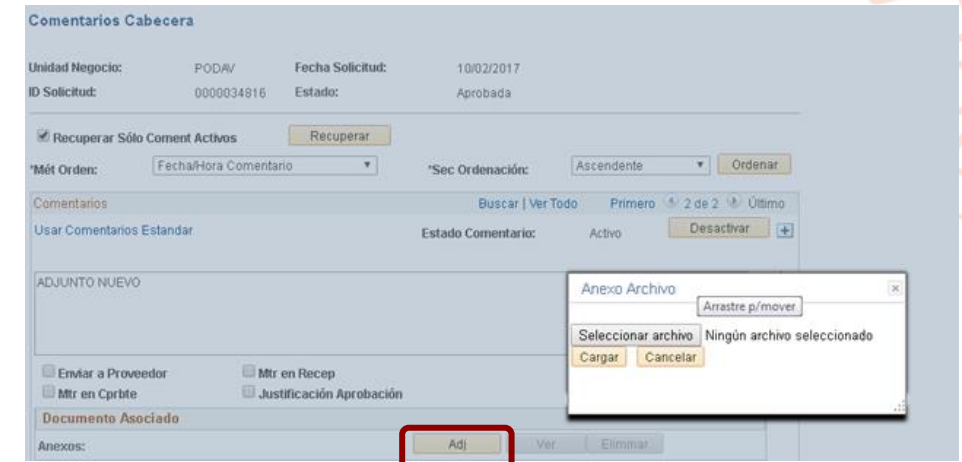 Comentarios Cabecera
Unidad Negocio: PODAV Fecha Solicitud: 10/02/2017
ID Solicitud: 0000034816 Estado: Aprobada
Recuperar Sólo Coment Activos Recuperar
*Mét Orden: Fecha/Hora Comentario *Sec Ordenación: Ascendente Ordenar
Comentarios Buscar | Ver Todo Primero 2 de 2 Último
Usar Comentarios Estandar Estado Comentario: Activo Desactivar
ADJUNTO NUEVO
Anexo Archivo
Arrastre p/mover
Seleccionar archivo Ningún archivo seleccionado
Cargar Cancelar
Enviar a Proveedor Mtr en Recep
Mtr en Cprbte Justificación Aprobación
Documento Asociado
Anexos: Adj Ver Eliminar